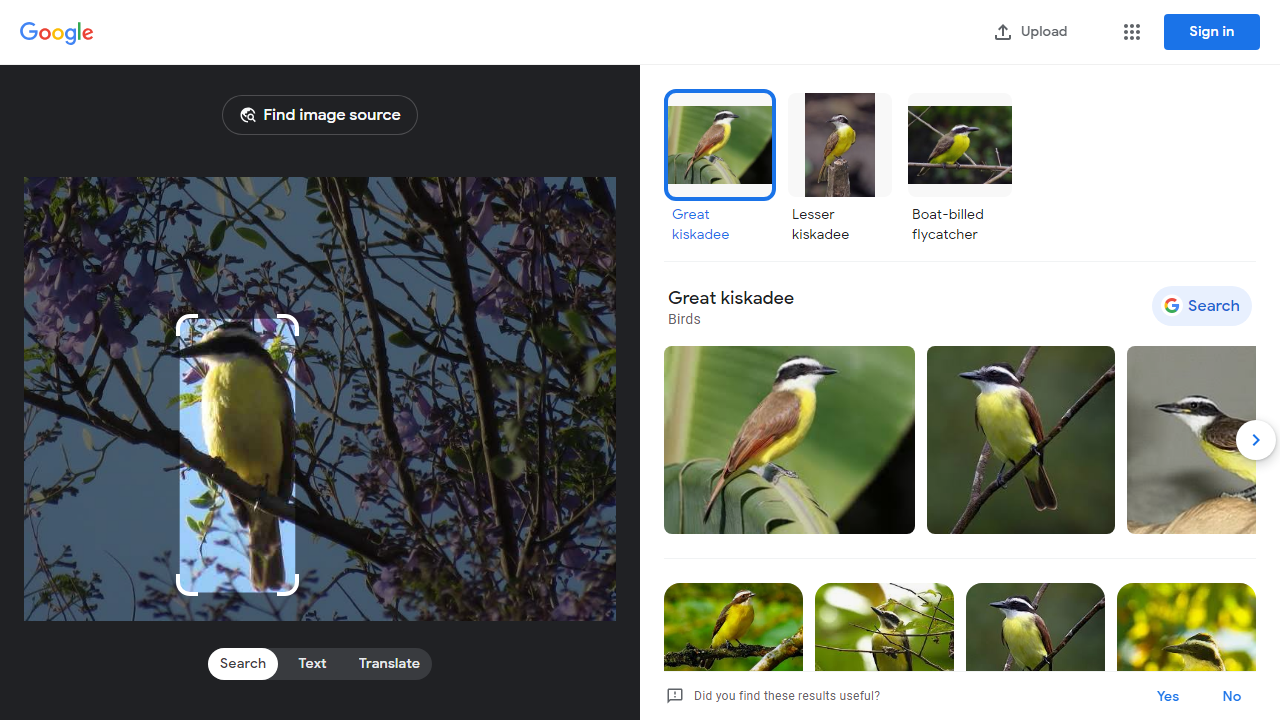 Google
Upload
Sign in
Find image source
Great
kiskadee
Lesser
kiskadee
Boat-billed
flycatcher
Great kiskadee
Birds
Search
Search
Text
Translate
Did you find these results useful?
Yes
No